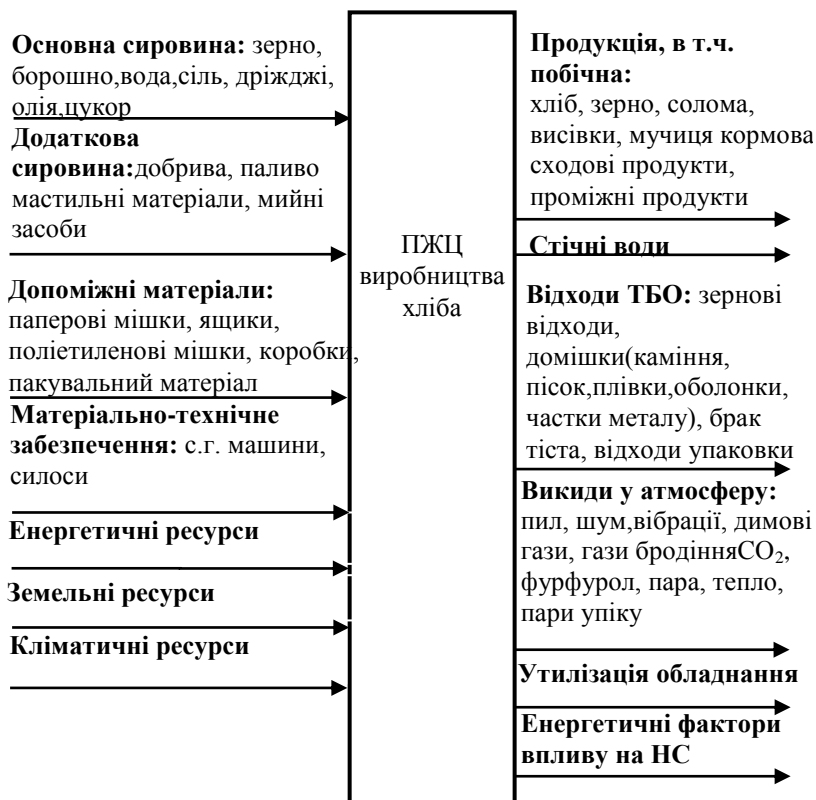 Основна сировина: зерно,
борошно,вода,сіль, дріжджі,
олія,цукор
Додаткова
сировина:добрива, паливо
мастильні матеріали, мийні
засоби
Допоміжні матеріали:
паперові мішки, ящики,
поліетиленові мішки, коробки,
пакувальний матеріал
Матеріально-технічне
забезпечення: с.г. машини,
силоси
Енергетичні ресурси
Земельні ресурси
Кліматичні ресурси
ПЖЦ
виробництва
хліба
Продукція, в т.ч.
побічна:
хліб, зерно, солома,
висівки, мучиця кормова
сходові продукти,
проміжні продукти
Стічні води
Відходи ТБО: зернові
відходи,
домішки(каміння,
пісок,плівки,оболонки,
частки металу), брак
тіста, відходи упаковки
Викиди у атмосферу:
пил, шум,вібрації, димові
гази, гази бродінняСО₂,
фурфурол, пара, тепло,
пари упіку
Утилізація обладнання
Енергетичні фактори
впливу на НС